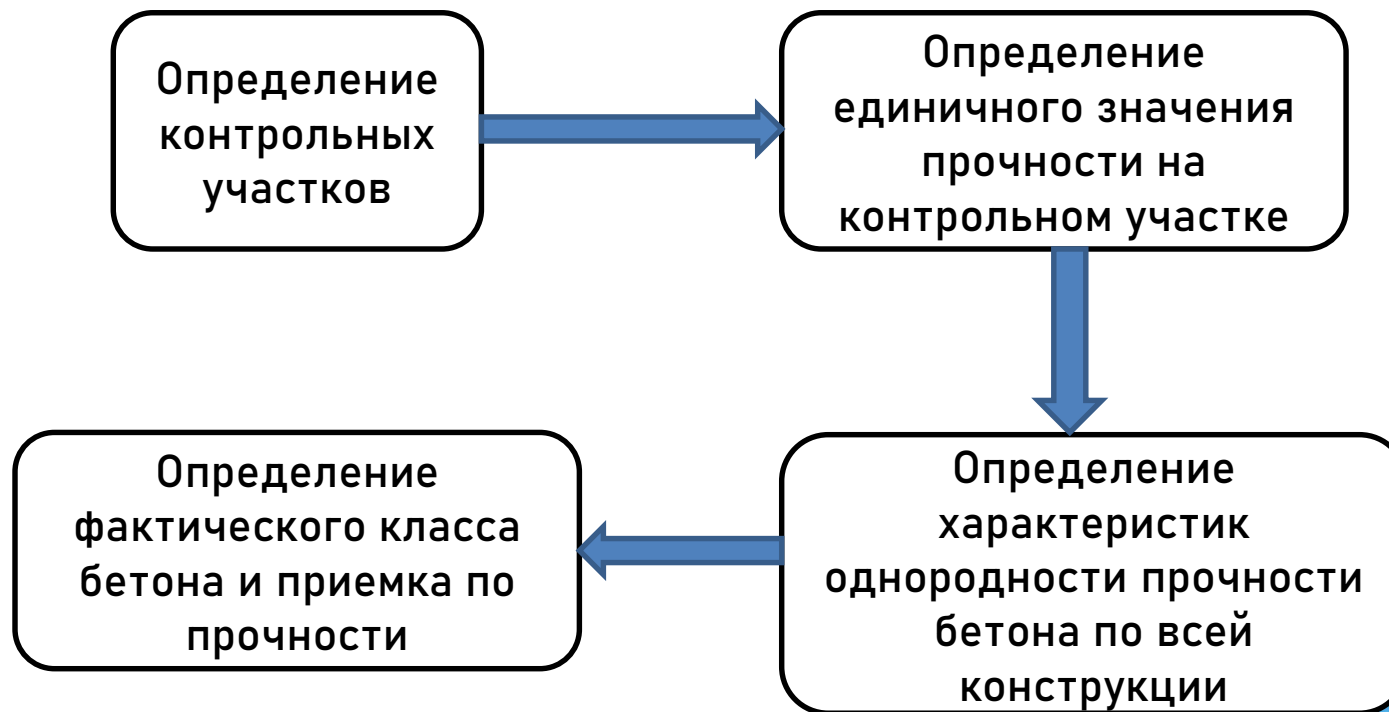 Определение
контрольных
участков
Определение
единичного значения
прочности на
контрольном участке
Определение
характеристик
однородности прочности
бетона по всей
конструкции
Определение
фактического класса
бетона и приемка по
прочности